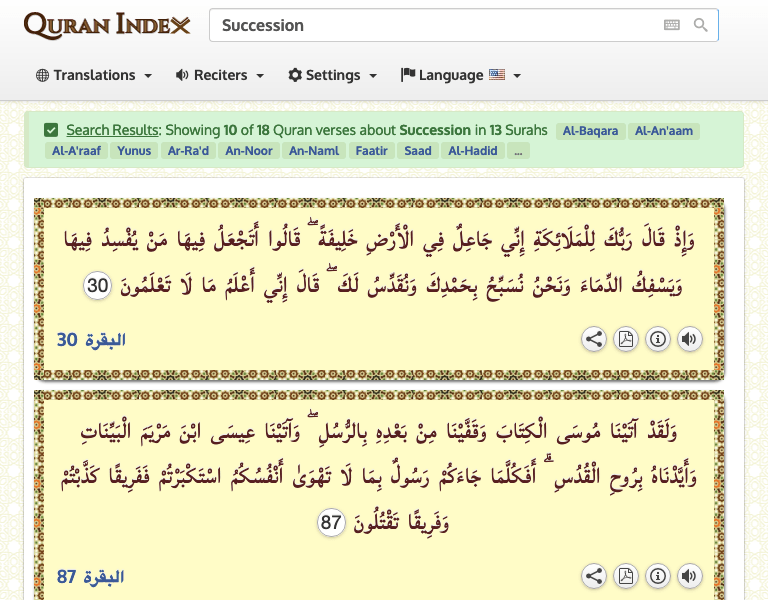 QURAN INDEX
Succession
Translations Reciters Settings Language
Search Results: Showing 10 of 18 Quran verses about Succession in 13 Surahs Al-Baqara Al-An'aam
Al-A'raaf Yunus Ar-Ra'd An-Noor An-Naml Faatir Saad Al-Hadid ...
وَإِذْ قَالَ رَبُّكَ لِلْمَلَائِكَةِ إِنِّي جَاعِلٌ فِي الْأَرْضِ خَلِيفَةً ۖ قَالُوا أَتَجْعَلُ فِيهَا مَنْ يُفْسِدُ فِيهَا
وَيَسْفِكُ الدِّمَاءَ وَنَحْنُ نُسَبِّحُ بِحَمْدِكَ وَنُقَدِّسُ لَكَ ۖ قَالَ إِنِّي أَعْلَمُ مَا لَا تَعْلَمُونَ 30
البقرة 30
وَلَقَدْ آتَيْنَا مُوسَى الْكِتَابَ وَقَفَّيْنَا مِنْ بَعْدِهِ بِالرُّسُلِ ۖ وَآتَيْنَا عِيسَى ابْنَ مَرْيَمَ الْبَيِّنَاتِ
وَأَيَّدْنَاهُ بِرُوحِ الْقُدُسِ ۗ أَفَكُلَّمَا جَاءَكُمْ رَسُولٌ بِمَا لَا تَهْوَىٰ أَنْفُسُكُمُ اسْتَكْبَرْتُمْ فَفَرِيقًا كَذَّبْتُمْ
وَفَرِيقًا تَقْتُلُونَ 87
البقرة 87